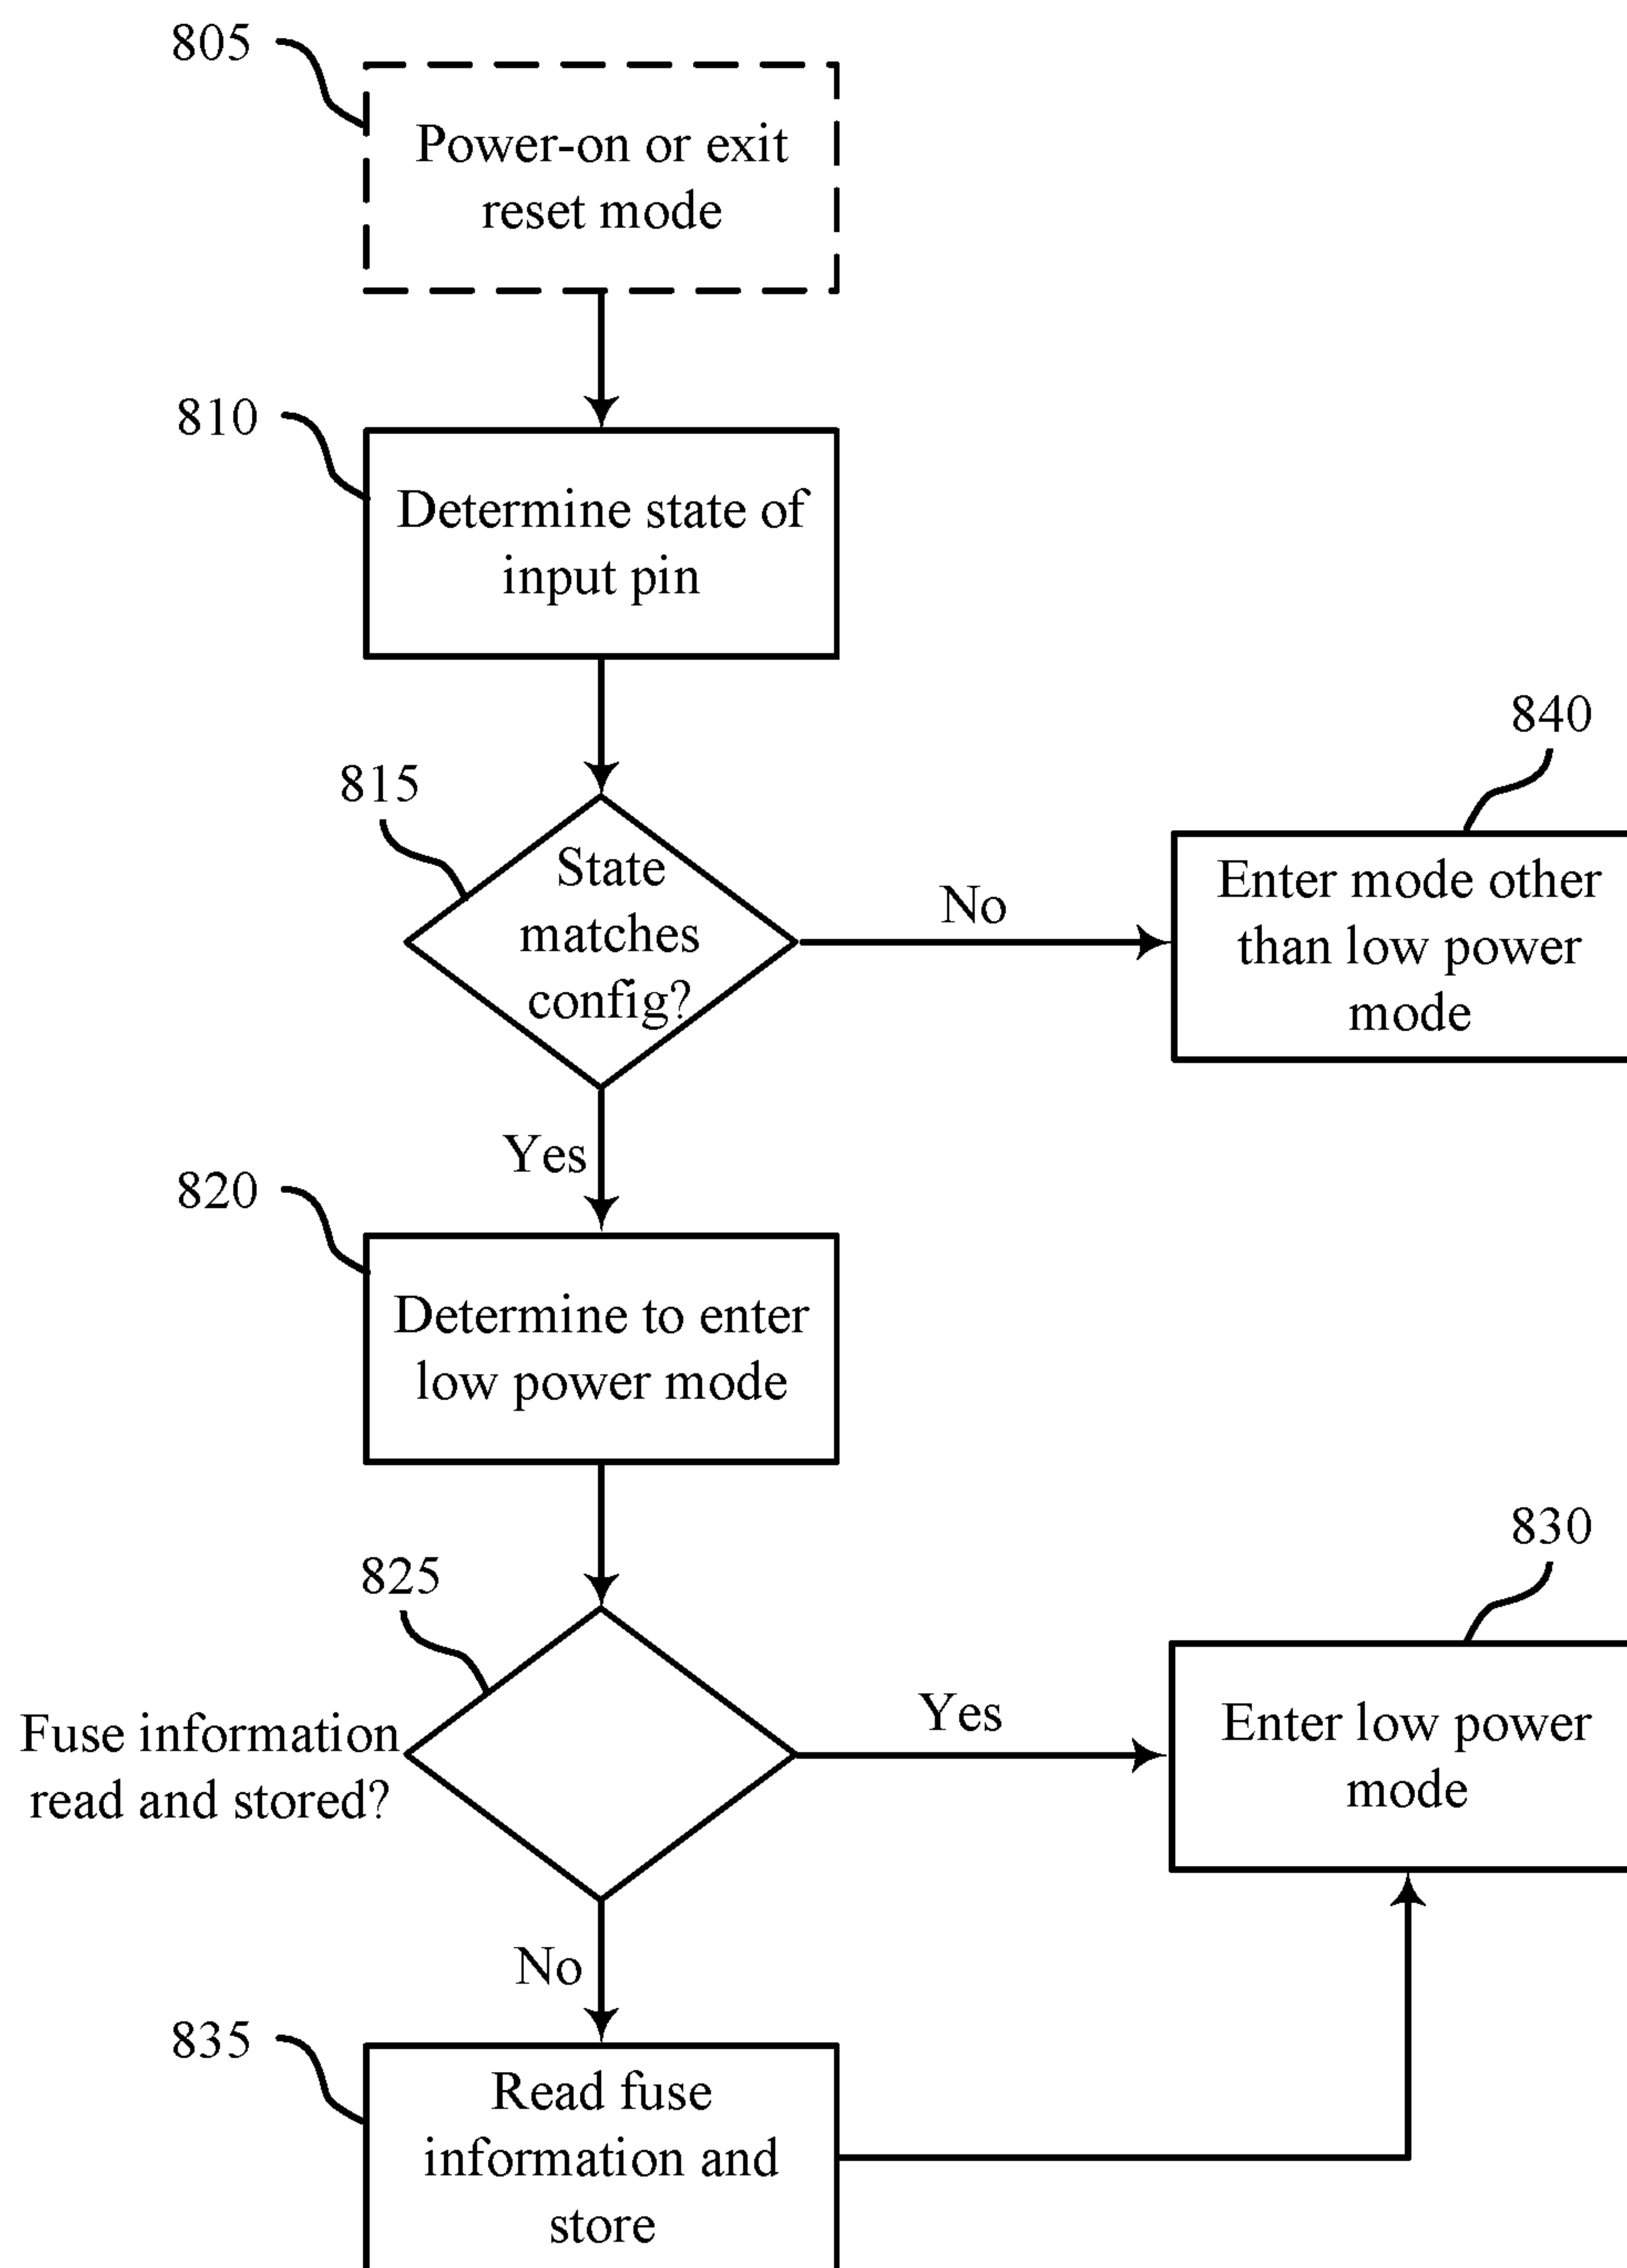 805
Power-on or exit
reset mode
810
Determine state of
input pin
815
State
matches
config?
No
840
Enter mode other
than low power
mode
Yes
820
Determine to enter
low power mode
825
Fuse information
read and stored?
Yes
830
Enter low power
mode
No
835
Read fuse
information and
store